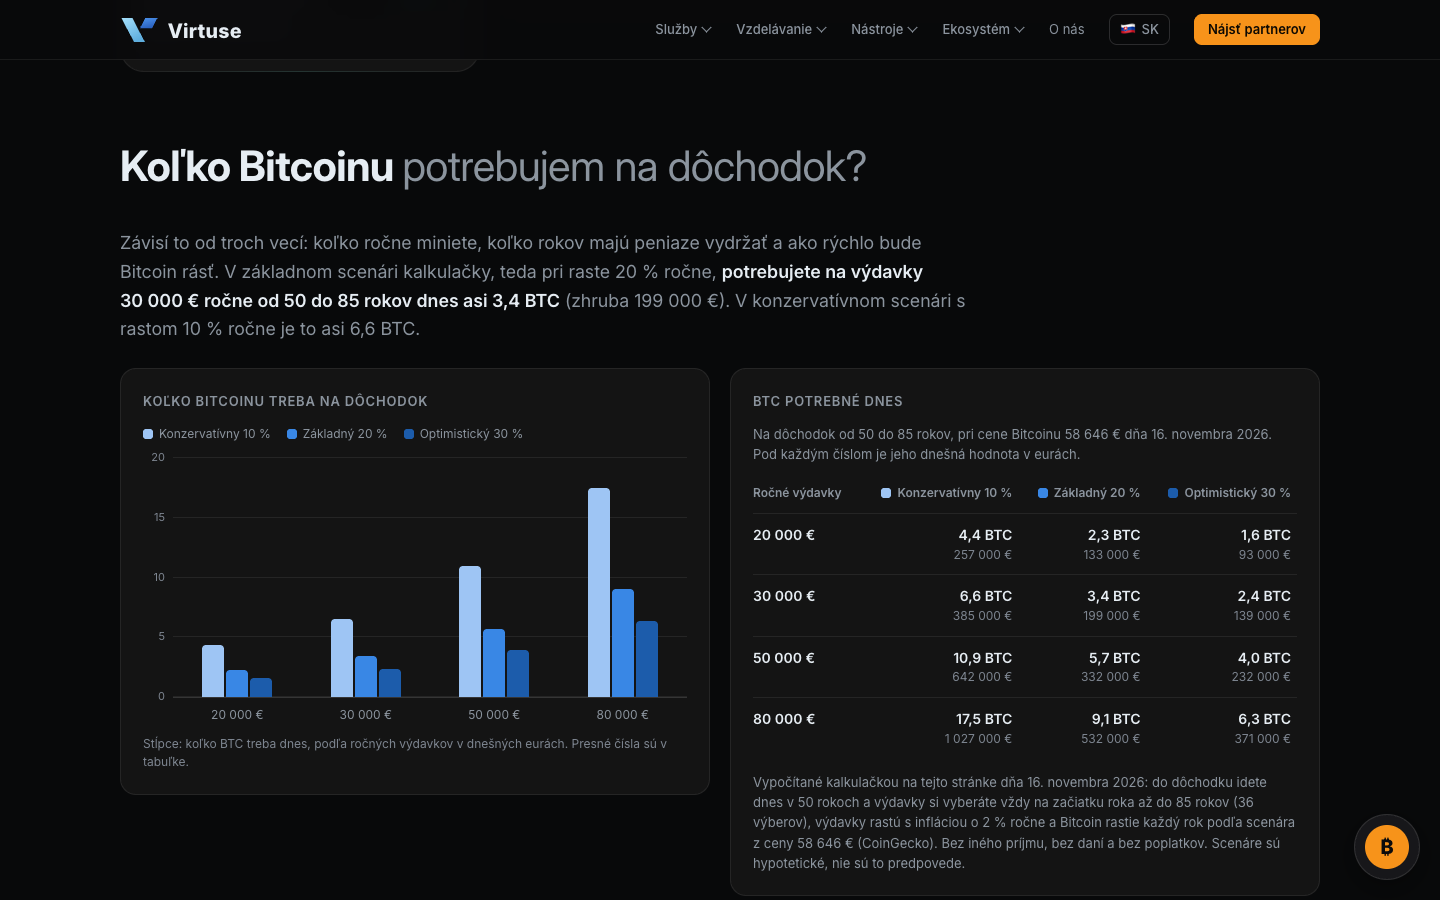 Virtuse
Služby
Vzdelávanie
Nástroje
Ekosystém
O nás
SK
Nájsť partnerov
Koľko Bitcoinu potrebujem na dôchodok?
Závisí to od troch vecí: koľko ročne miniete, koľko rokov majú peniaze vydržať a ako rýchlo bude
Bitcoin rásť. V základnom scenári kalkulačky, teda pri raste 20 % ročne, potrebujete na výdavky
30 000 € ročne od 50 do 85 rokov dnes asi 3,4 BTC (zhruba 199 000 €). V konzervatívnom scenári s
rastom 10 % ročne je to asi 6,6 BTC.
KOĽKO BITCOINU TREBA NA DÔCHODOK
Konzervatívny 10 % Základný 20 % Optimistický 30 %
20
15
10
5
0
20 000 € 30 000 € 50 000 € 80 000 €
Stĺpce: koľko BTC treba dnes, podľa ročných výdavkov v dnešných eurách. Presné čísla sú v
tabuľke.
BTC POTREBNÉ DNES
Na dôchodok od 50 do 85 rokov, pri cene Bitcoinu 58 646 € dňa 16. novembra 2026.
Pod každým číslom je jeho dnešná hodnota v eurách.
Ročné výdavky Konzervatívny 10 % Základný 20 % Optimistický 30 %
20 000 € 4,4 BTC 2,3 BTC 1,6 BTC
257 000 € 133 000 € 93 000 €
30 000 € 6,6 BTC 3,4 BTC 2,4 BTC
385 000 € 199 000 € 139 000 €
50 000 € 10,9 BTC 5,7 BTC 4,0 BTC
642 000 € 332 000 € 232 000 €
80 000 € 17,5 BTC 9,1 BTC 6,3 BTC
1 027 000 € 532 000 € 371 000 €
Vypočítané kalkulačkou na tejto stránke dňa 16. novembra 2026: do dôchodku idete
dnes v 50 rokoch a výdavky si vyberáte vždy na začiatku roka až do 85 rokov (36
výberov), výdavky rastú s infláciou o 2 % ročne a Bitcoin rastie každý rok podľa scenára
z ceny 58 646 € (CoinGecko). Bez iného príjmu, bez daní a bez poplatkov. Scenáre sú
hypotetické, nie sú to predpovede.